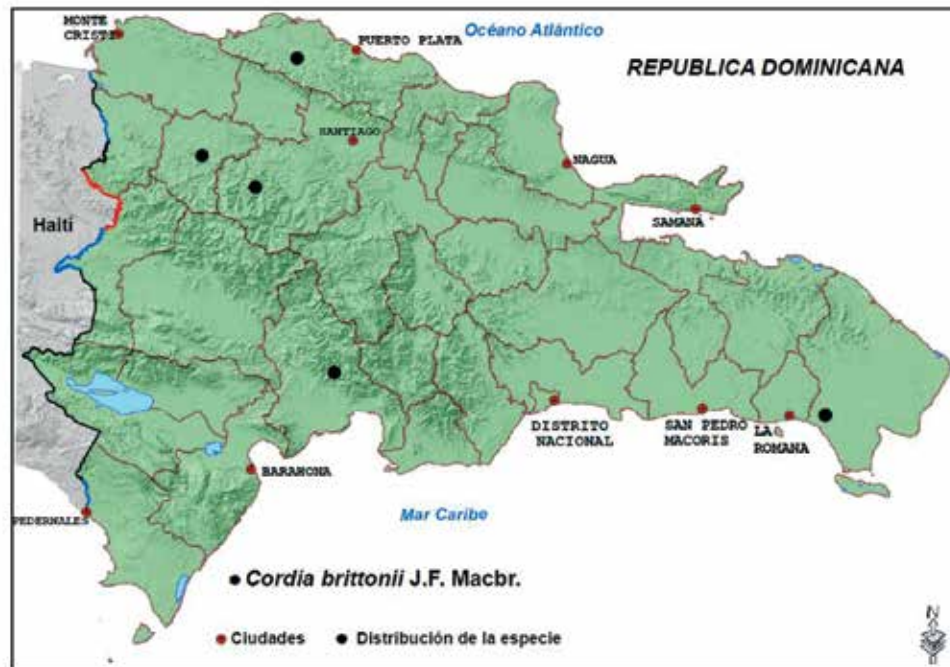 MONTE
CRISTI
PUERTO PLATA
Océano Atlántico
REPUBLICA DOMINICANA
SANTIAGO
NAGUA
SAMANA
Haití
DISTRITO
NACIONAL
SAN PEDRO
MACORIS
LA
ROMANA
BARAHONA
PEDERNALES
Mar Caribe
Cordia brittonii J.F. Macbr.
Ciudades
Distribución de la especie
N